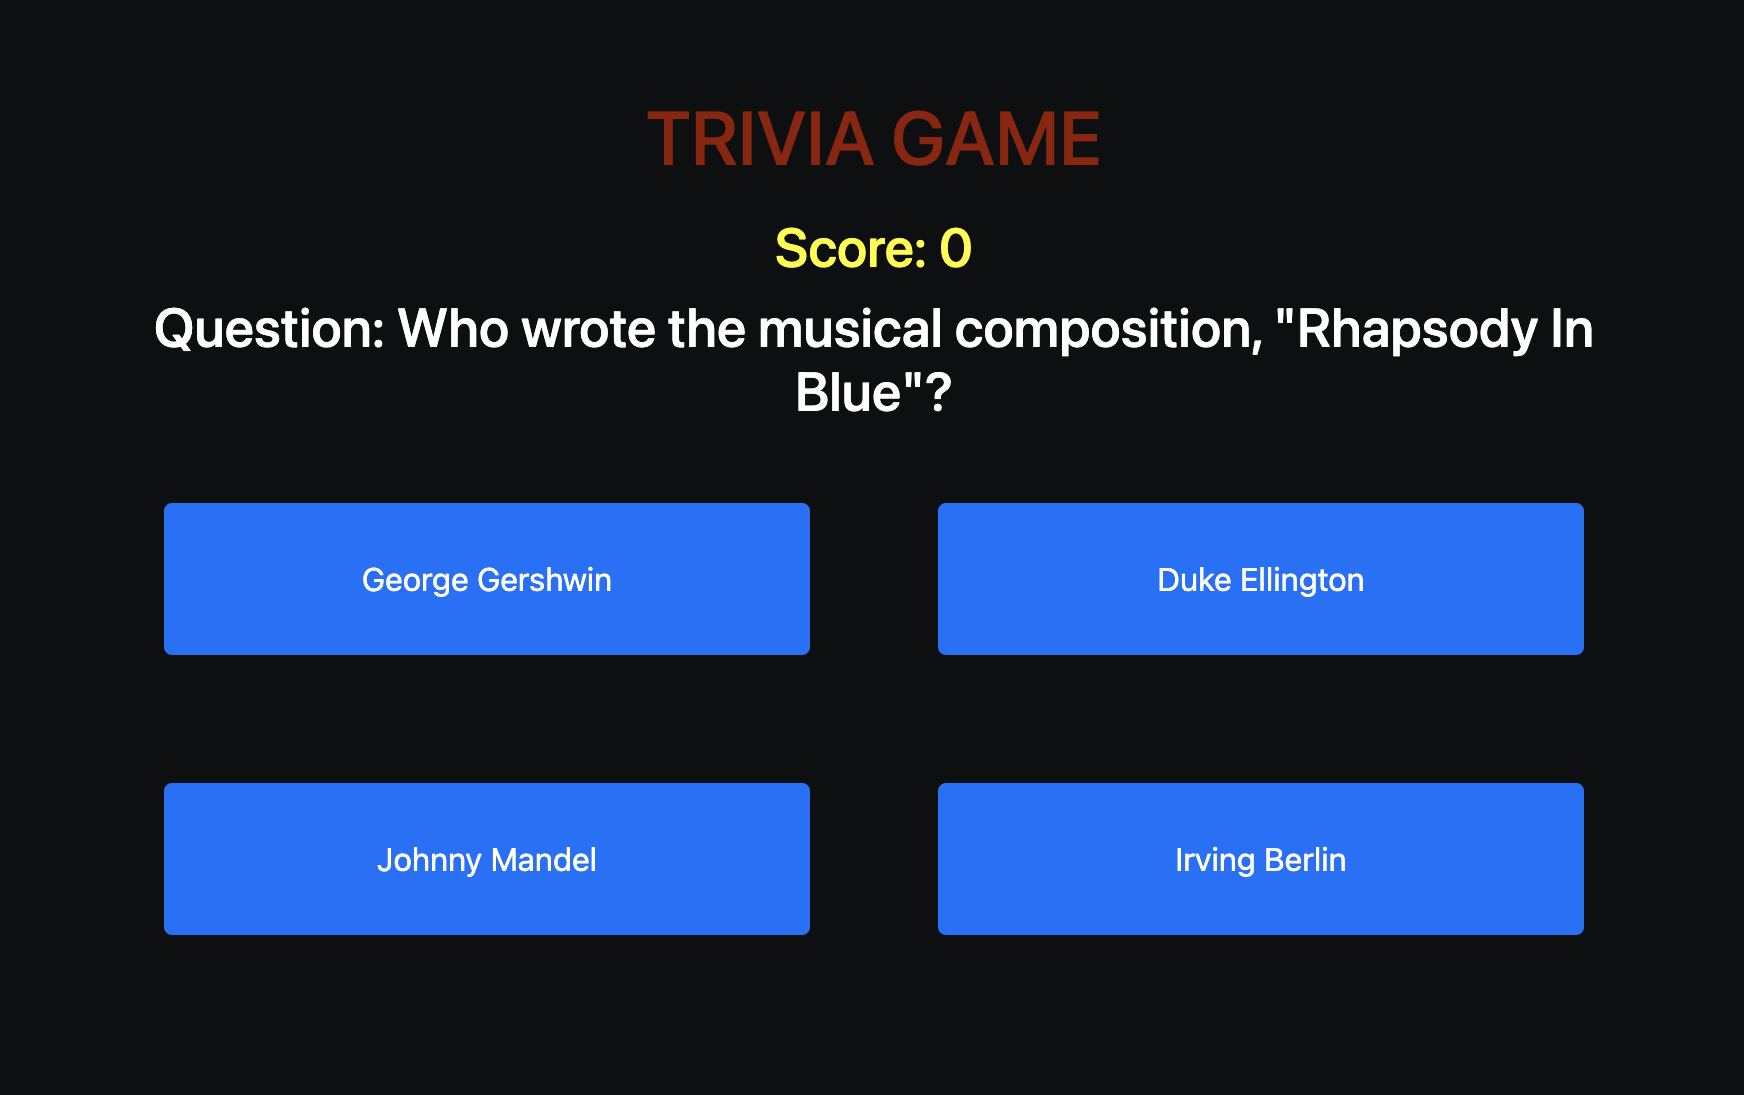 TRIVIA GAME
Score: 0
Question: Who wrote the musical composition, "Rhapsody In
Blue"?
George Gershwin
Duke Ellington
Johnny Mandel
Irving Berlin